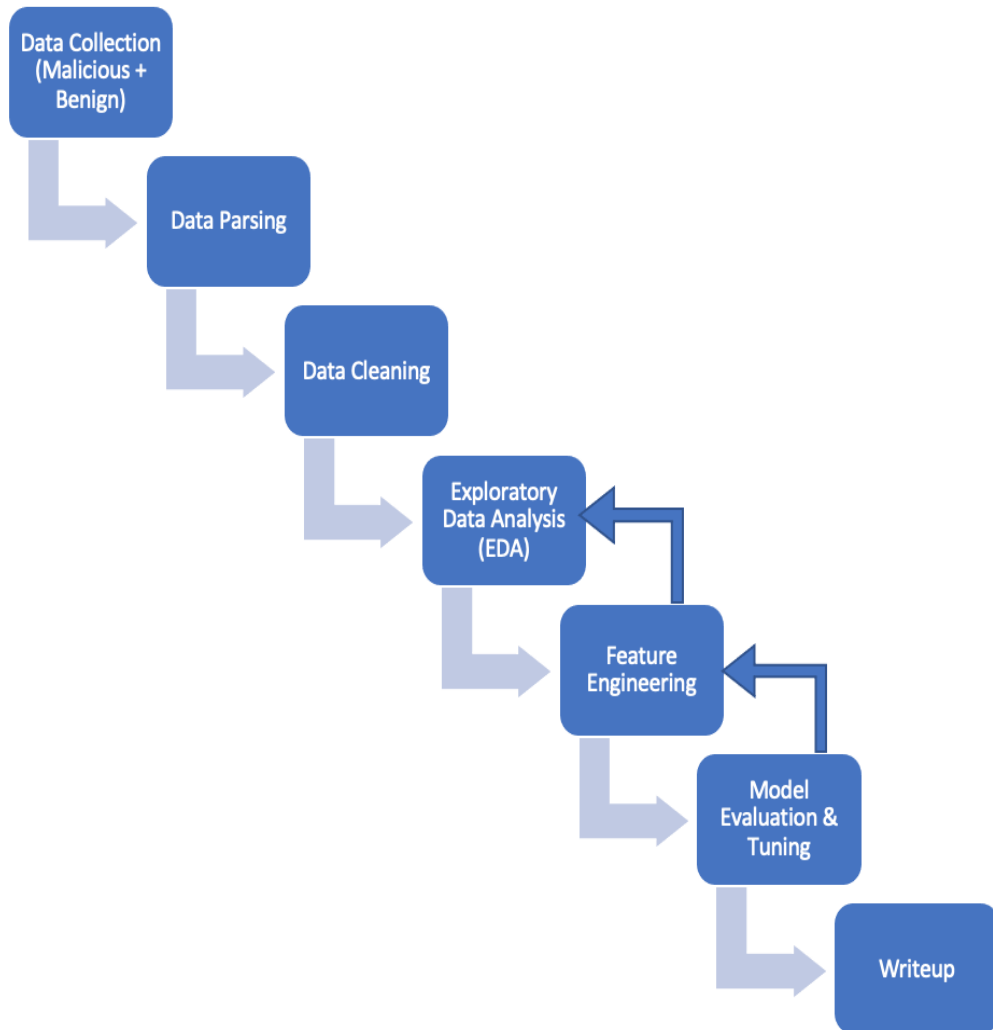 Data Collection
(Malicious +
Benign)
Data Parsing
Data Cleaning
Exploratory
Data Analysis
(EDA)
Feature
Engineering
Model
Evaluation &
Tuning
Writeup